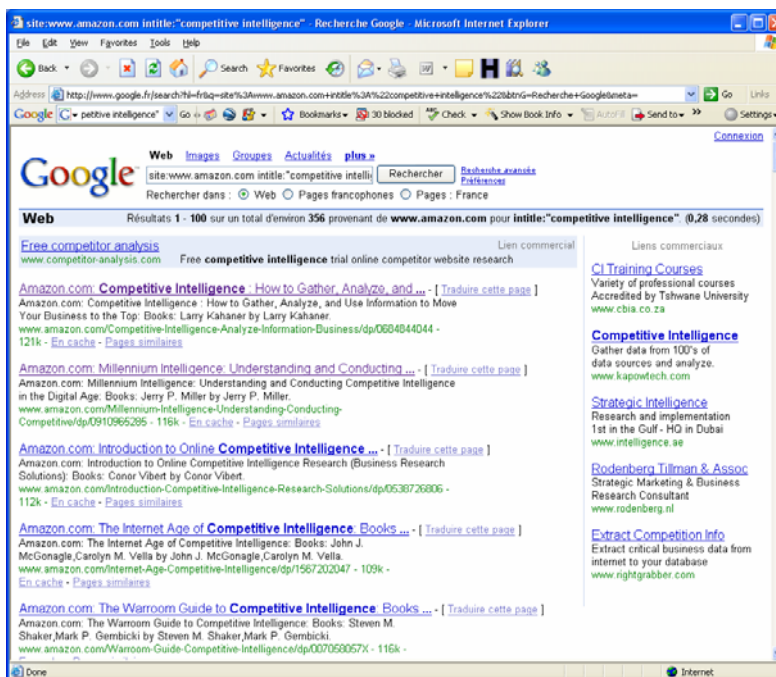 site:www.amazon.com intitle:"competitive intelligence" - Recherche Google - Microsoft Internet Explorer
File Edit View Favorites Tools Help
Back Search Favorites
Address http://www.google.fr/search?hl=fr&q=site%3Awww.amazon.com+intitle%3A%22competitive+intelligence%22&btnG=Recherche+Google&meta= Go Links
Google petitive intelligence" Go Bookmarks 30 blocked Check Show Book Info AutoFill Send to Settings
Connexion
Web Images Groupes Actualités plus »
Google site:www.amazon.com intitle:"competitive intelli Rechercher Recherche avancée
Préférences
Rechercher dans : Web Pages francophones Pages : France
Web Résultats 1 - 100 sur un total d'environ 356 provenant de www.amazon.com pour intitle:"competitive intelligence". (0,28 secondes)
Free competitor analysis Lien commercial
www.competitor-analysis.com Free competitive intelligence trial online competitor website research
Amazon.com: Competitive Intelligence : How to Gather, Analyze, and ... - [ Traduire cette page ]
Amazon.com: Competitive Intelligence : How to Gather, Analyze, and Use Information to Move
Your Business to the Top: Books: Larry Kahaner by Larry Kahaner.
www.amazon.com/Competitive-Intelligence-Analyze-Information-Business/dp/0684844044 -
121k - En cache - Pages similaires
Amazon.com: Millennium Intelligence: Understanding and Conducting ... - [ Traduire cette page ]
Amazon.com: Millennium Intelligence: Understanding and Conducting Competitive Intelligence
in the Digital Age: Books: Jerry P. Miller by Jerry P. Miller.
www.amazon.com/Millennium-Intelligence-Understanding-Conducting-
Competitive/dp/0910965285 - 116k - En cache - Pages similaires
Amazon.com: Introduction to Online Competitive Intelligence ... - [ Traduire cette page ]
Amazon.com: Introduction to Online Competitive Intelligence Research (Business Research
Solutions): Books: Conor Vibert by Conor Vibert.
www.amazon.com/Introduction-Competitive-Intelligence-Research-Solutions/dp/0538726806 -
112k - En cache - Pages similaires
Amazon.com: The Internet Age of Competitive Intelligence: Books ... - [ Traduire cette page ]
Amazon.com: The Internet Age of Competitive Intelligence: Books: John J.
McGonagle,Carolyn M. Vella by John J. McGonagle,Carolyn M. Vella.
www.amazon.com/Internet-Age-Competitive-Intelligence/dp/1567202047 - 109k -
En cache - Pages similaires
Amazon.com: The Warroom Guide to Competitive Intelligence: Books ... - [ Traduire cette page ]
Amazon.com: The Warroom Guide to Competitive Intelligence: Books: Steven M.
Shaker,Mark P. Gembicki by Steven M. Shaker,Mark P. Gembicki.
www.amazon.com/Warroom-Guide-Competitive-Intelligence/dp/007058057X - 116k -
Liens commerciaux
CI Training Courses
Variety of professional courses
Accredited by Tshwane University
www.cbia.co.za
Competitive Intelligence
Gather data from 100's of
data sources and analyze.
www.kapowtech.com
Strategic Intelligence
Research and implementation
1st in the Gulf - HQ in Dubai
www.intelligence.ae
Rodenberg Tillman & Assoc
Strategic Marketing & Business
Research Consultant
www.rodenberg.nl
Extract Competition Info
Extract critical business data from
internet to your database
www.rightgrabber.com
Done Internet